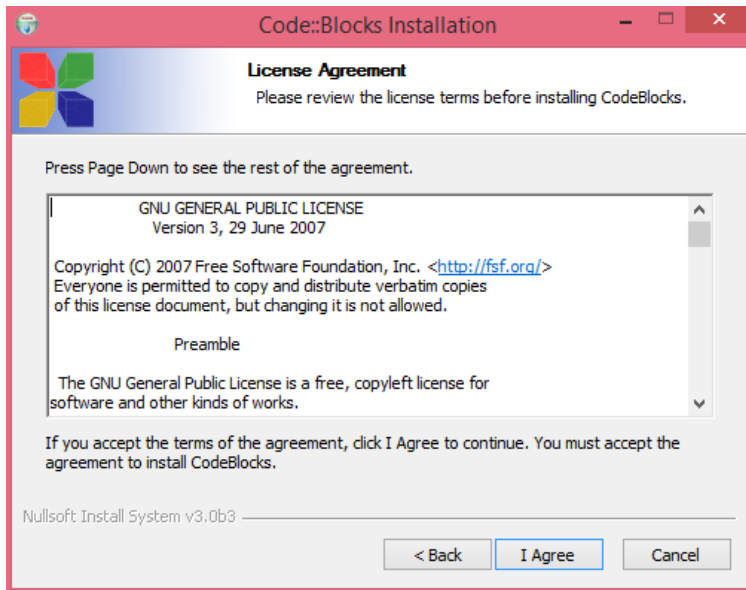 Code::Blocks Installation
License Agreement
Please review the license terms before installing CodeBlocks.
Press Page Down to see the rest of the agreement.
GNU GENERAL PUBLIC LICENSE
Version 3, 29 June 2007
Copyright (C) 2007 Free Software Foundation, Inc. <http://fsf.org/>
Everyone is permitted to copy and distribute verbatim copies
of this license document, but changing it is not allowed.
Preamble
The GNU General Public License is a free, copyleft license for
software and other kinds of works.
If you accept the terms of the agreement, click I Agree to continue. You must accept the
agreement to install CodeBlocks.
Nullsoft Install System v3.0b3
< Back I Agree Cancel